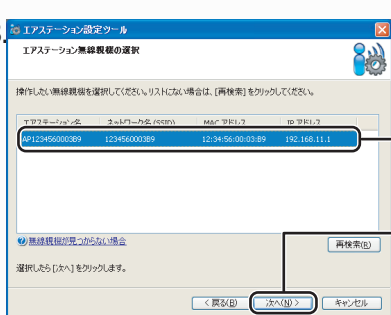 エアステーション設定ツール
エアステーション無線親機の選択
操作したい無線親機を選択してください。リストにない場合は、[再検索]をクリックしてください。
エアステーション名 ネットワーク名(SSID) MACアドレス IPアドレス
AP1234560003B9 1234560003B9 12:34:56:00:03:B9 192.168.11.1
無線親機が見つからない場合
再検索(R)
選択したら[次へ]をクリックします。
< 戻る(B) 次へ(N) > キャンセル